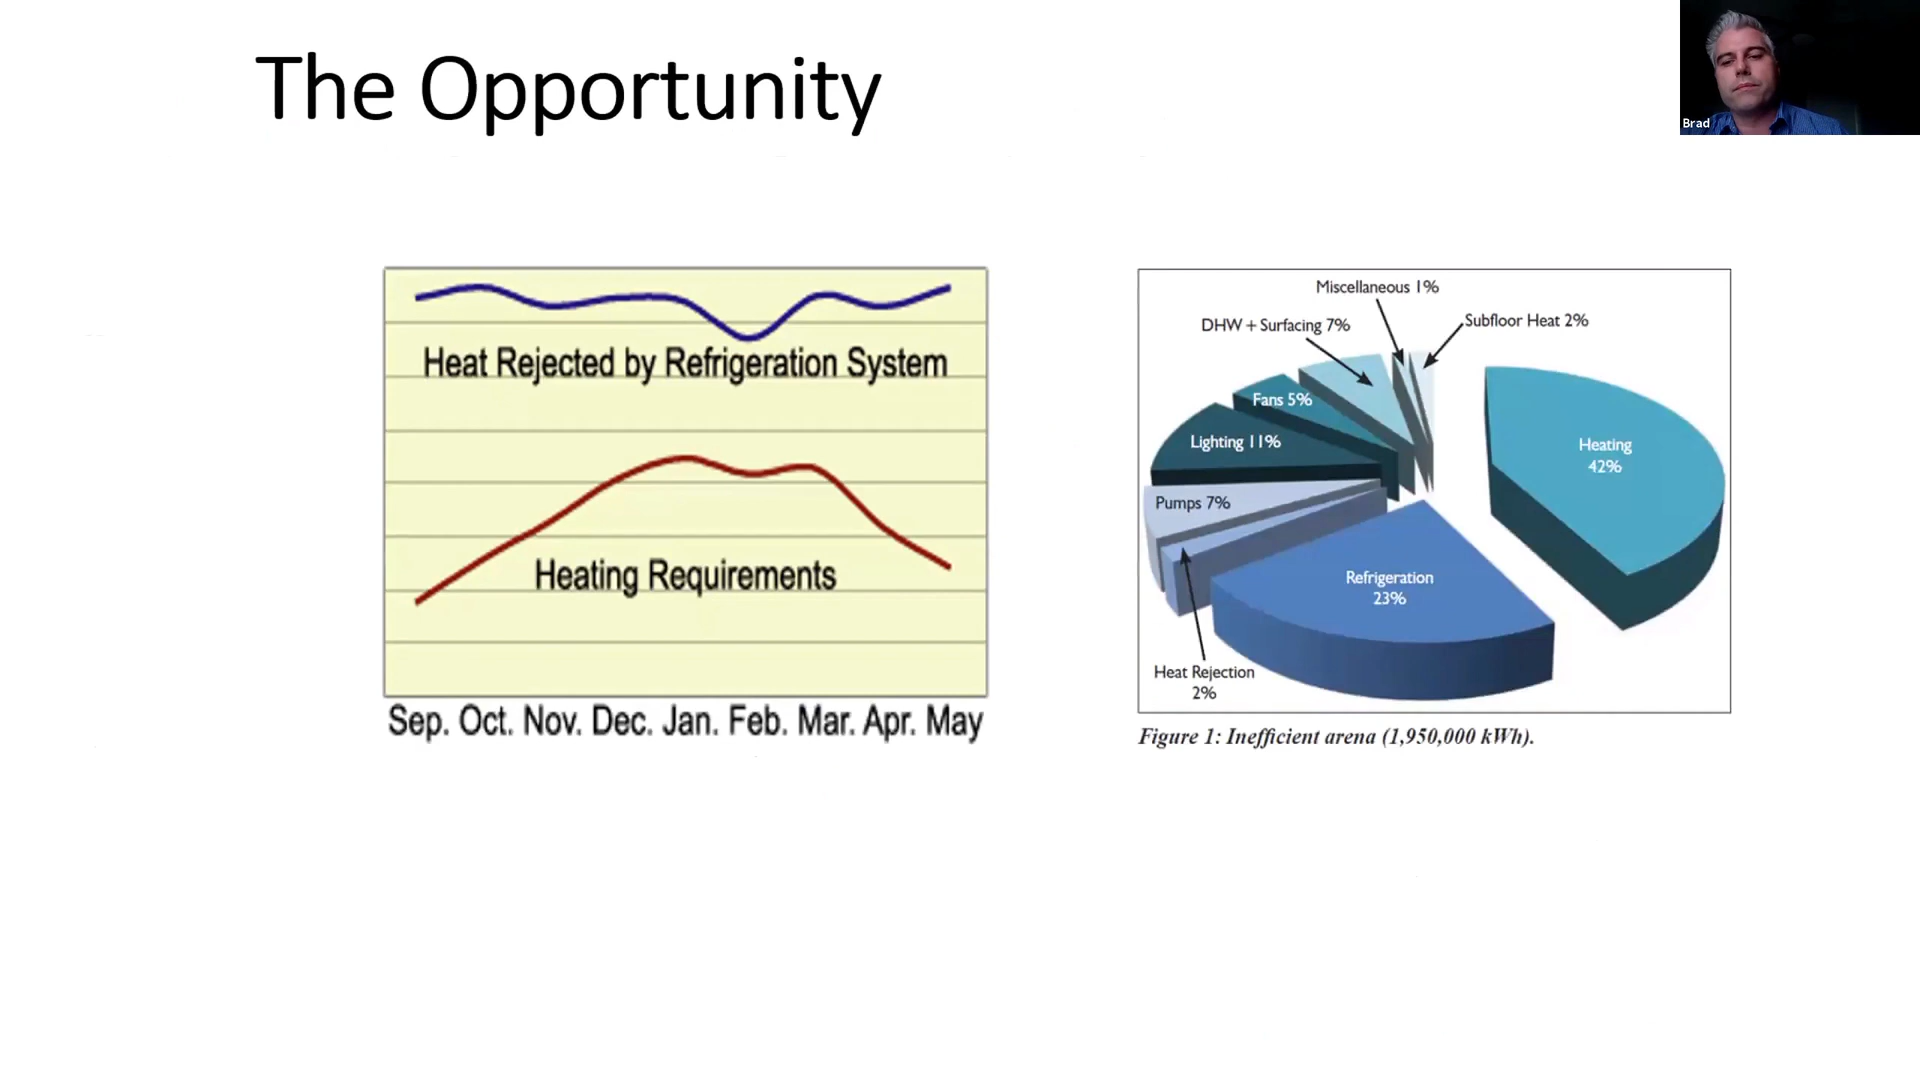 The Opportunity
Brad
Heat Rejected by Refrigeration System
Heating Requirements
Sep. Oct. Nov. Dec. Jan. Feb. Mar. Apr. May
Miscellaneous 1%
DHW + Surfacing 7%
Subfloor Heat 2%
Fans 5%
Lighting 11%
Heating
42%
Pumps 7%
Refrigeration
23%
Heat Rejection
2%
Figure 1: Inefficient arena (1,950,000 kWh).